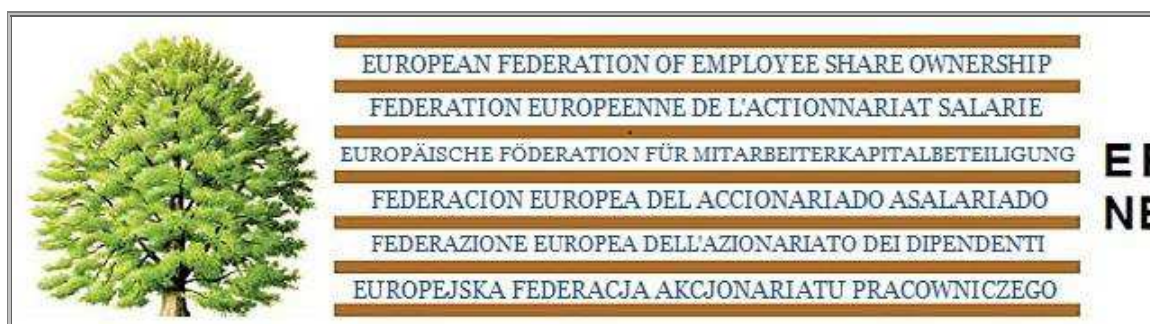 EUROPEAN FEDERATION OF EMPLOYEE SHARE OWNERSHIP
FEDERATION EUROPEENNE DE L'ACTIONNARIAT SALARIE
EUROPÄISCHE FÖDERATION FÜR MITARBEITERKAPITALBETEILIGUNG
FEDERACION EUROPEA DEL ACCIONARIADO ASALARIADO
FEDERAZIONE EUROPEA DELL'AZIONARIATO DEI DIPENDENTI
EUROPEJSKA FEDERACJA AKCJONARIATU PRACOWNICZEGO